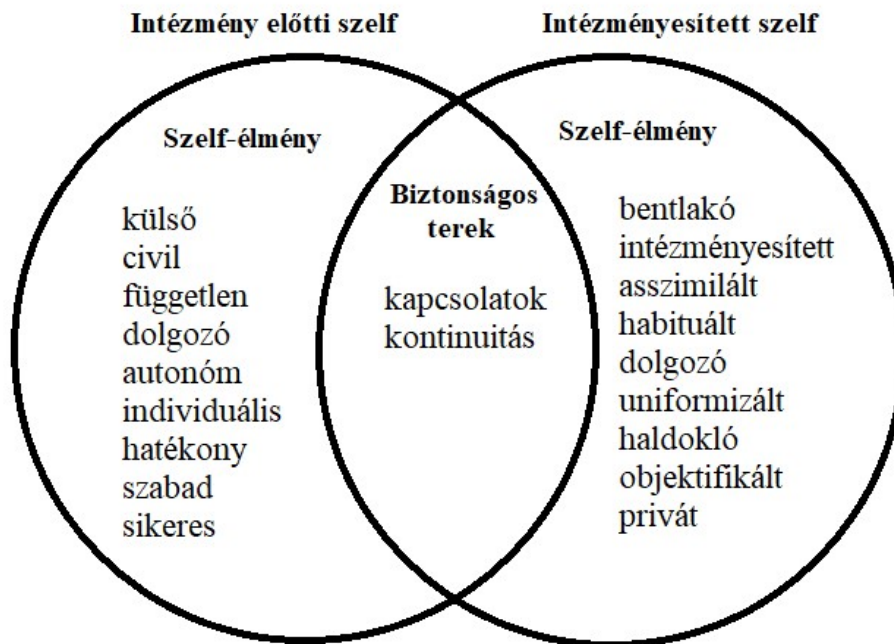 Intézmény előtti szelf
Intézményesített szelf
Szelf-élmény
külső
civil
független
dolgozó
autonóm
individuális
hatékony
szabad
sikeres
Biztonságos
terek
kapcsolatok
kontinuitás
Szelf-élmény
bentlakó
intézményesített
asszimilált
habituált
dolgozó
uniformizált
haldokló
objektifikált
privát